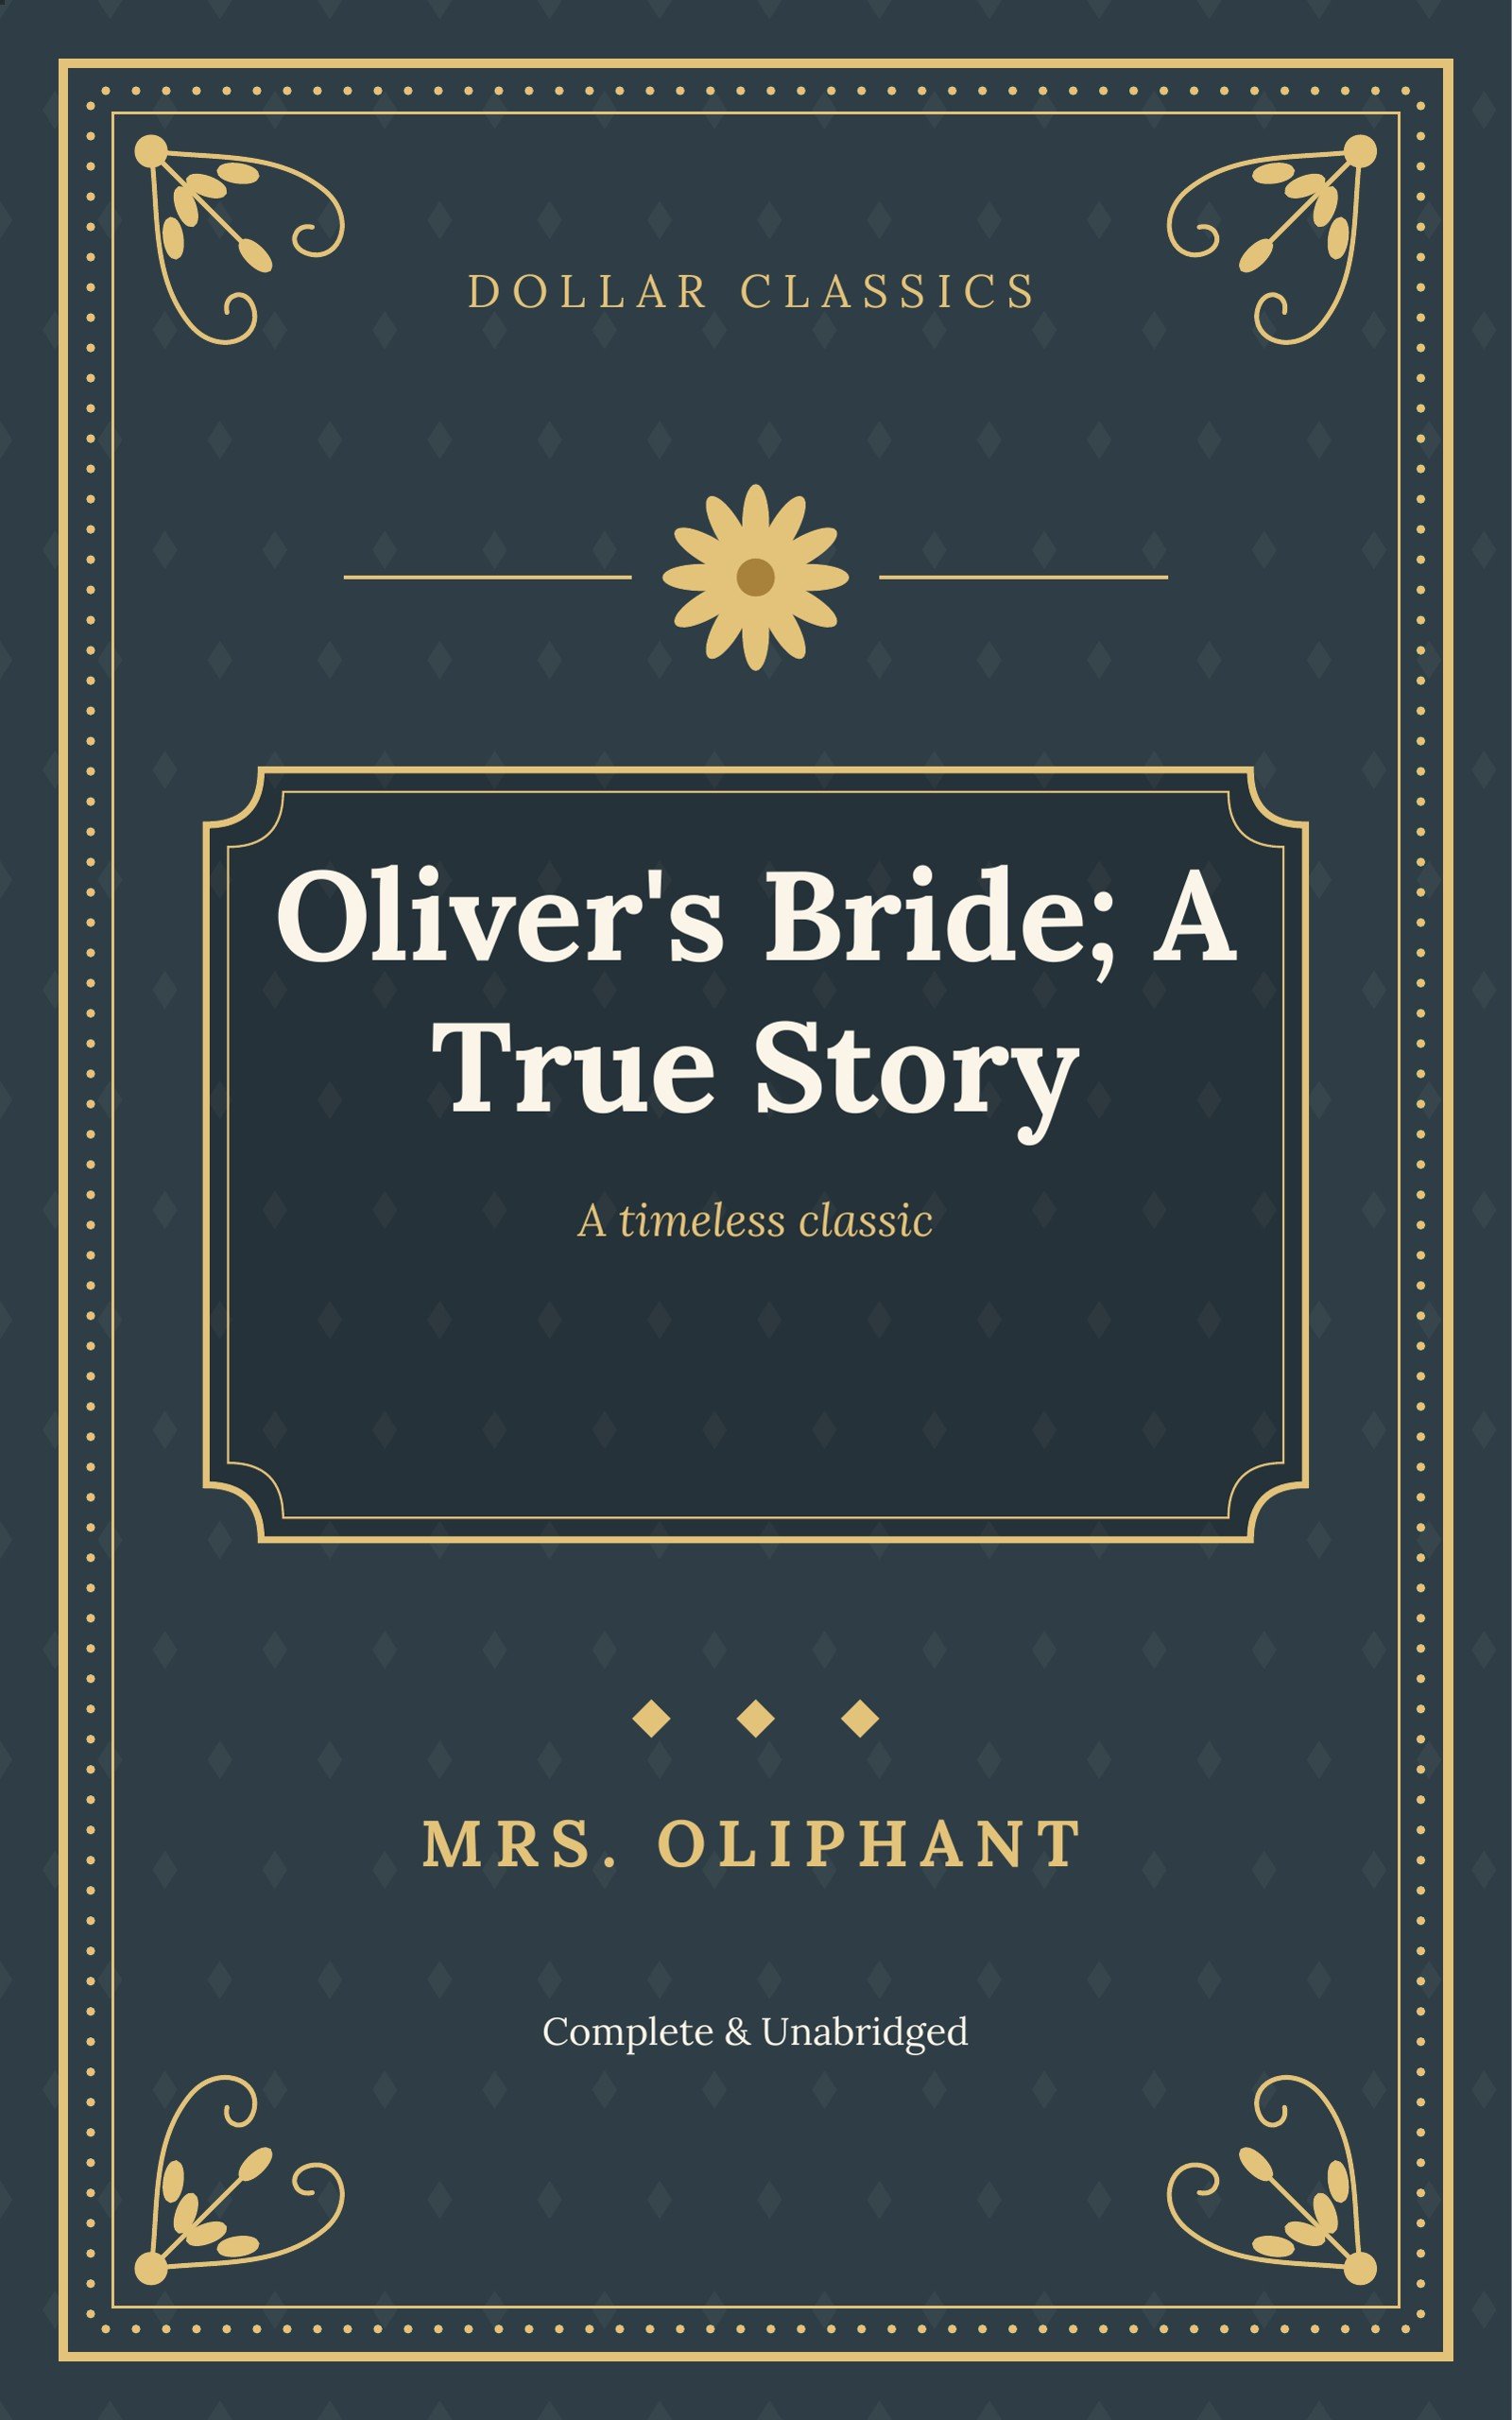 DOLLAR CLASSICS
Oliver's Bride; A
True Story
A timeless classic
MRS. OLIPHANT
Complete & Unabridged